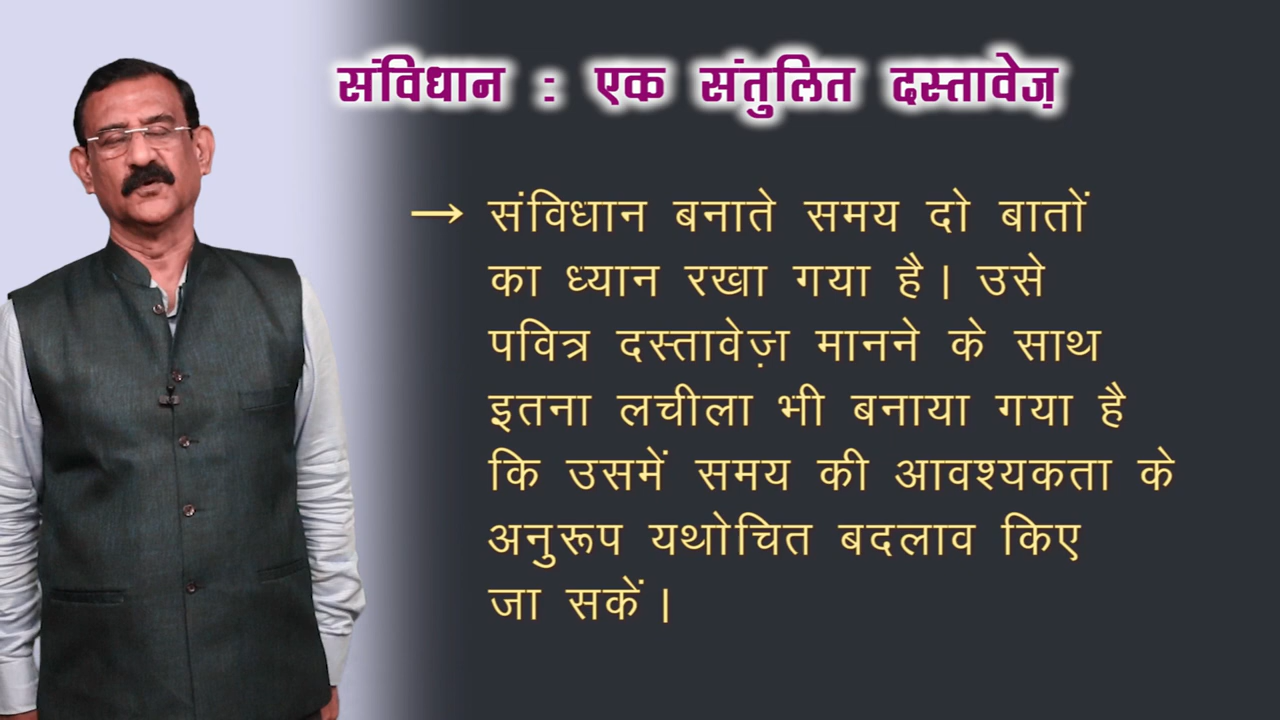 संविधान : एक संतुलित दस्तावेज़
→ संविधान बनाते समय दो बातों
का ध्यान रखा गया है। उसे
पवित्र दस्तावेज़ मानने के साथ
इतना लचीला भी बनाया गया है
कि उसमें समय की आवश्यकता के
अनुरूप यथोचित बदलाव किए
जा सकें।